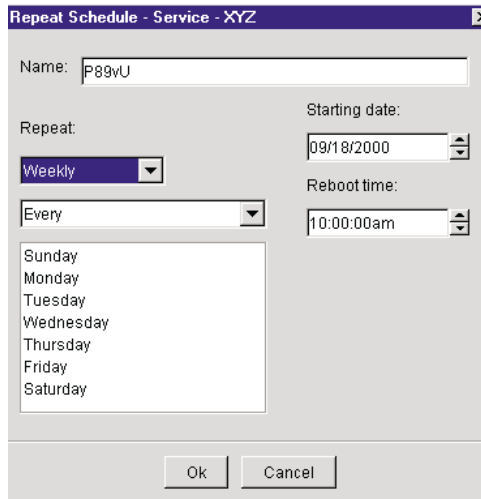 Repeat Schedule - Service - XYZ
Name: P89vU
Repeat:
Weekly
Every
Sunday
Monday
Tuesday
Wednesday
Thursday
Friday
Saturday
Starting date:
09/18/2000
Reboot time:
10:00:00am
Ok Cancel